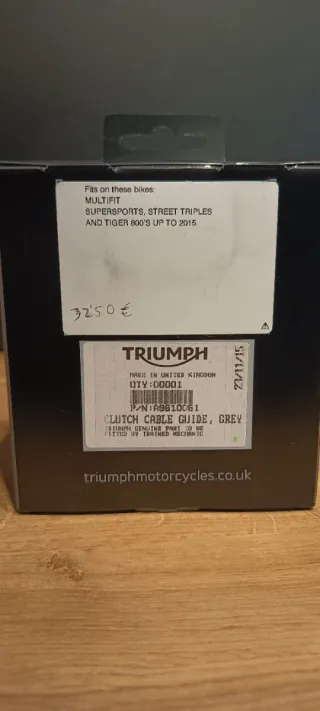 Fits on these bikes:
MULTIFIT
SUPERSPORTS, STREET TRIPLES
AND TIGER 800'S UP TO 2015
32'50 €
TRIUMPH
MADE IN UNITED KINGDOM
QTY:00001
P/N:A9610061
CLUTCH CABLE GUIDE, GREY
TRIUMPH GENUINE PART TO BE
FITTED BY TRAINED MECHANIC
23/11/15
triumphmotorcycles.co.uk